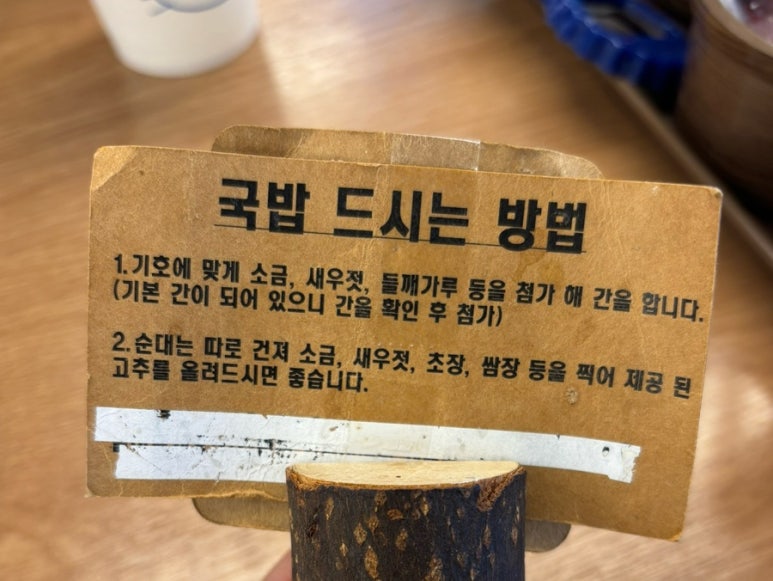 국밥 드시는 방법
1.기호에 맞게 소금, 새우젓, 들깨가루 등을 첨가 해 간을 합니다.
(기본 간이 되어 있으니 간을 확인 후 첨가)
2.순대는 따로 건져 소금, 새우젓, 초장, 쌈장 등을 찍어 제공 된
고추를 올려드시면 좋습니다.